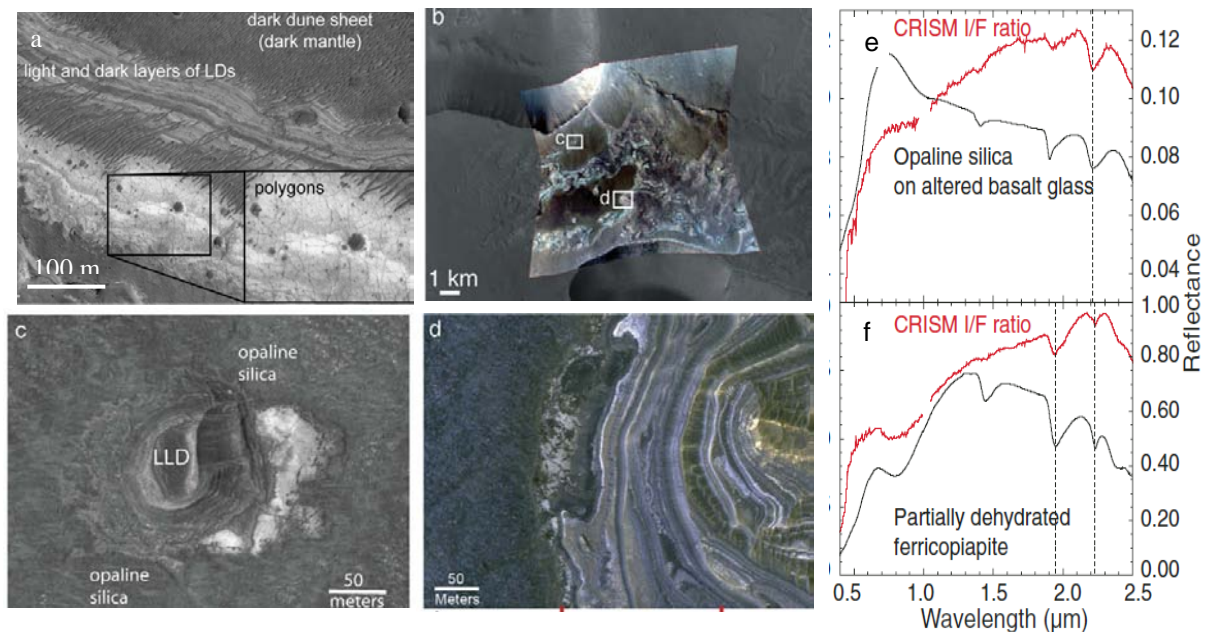 a
dark dune sheet
(dark mantle)
light and dark layers of LDs
polygons
100 m
b
c
d
1 km
c
opaline
silica
LLD
opaline
silica
50
meters
d
50
Meters
e
CRISM I/F ratio
Opaline silica
on altered basalt glass
0.12
0.10
0.08
0.06
0.04
f
CRISM I/F ratio
Partially dehydrated
ferricopiapite
1.00
0.80
0.60
0.40
0.20
0.00
Reflectance
0.5 1.0 1.5 2.0 2.5
Wavelength (μm)